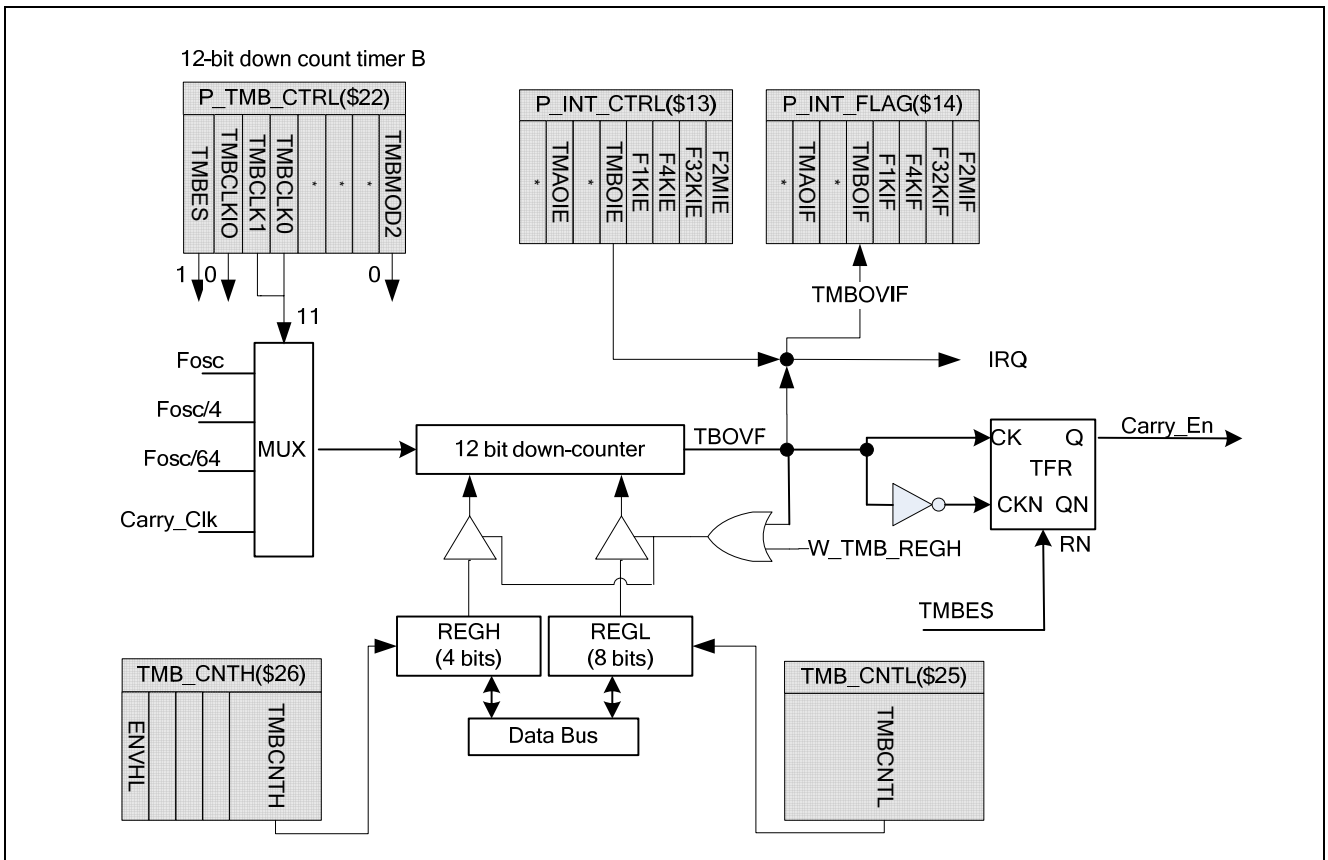 12-bit down count timer B
P_TMB_CTRL($22)
TMBES
TMBCLKIO
TMBCLK1
TMBCLK0
*
*
*
TMBMOD2
1
0
0
11
P_INT_CTRL($13)
*
TMAOIE
*
TMBOIE
F1KIE
F4KIE
F32KIE
F2MIE
P_INT_FLAG($14)
*
TMAOIF
*
TMBOIF
F1KIF
F4KIF
F32KIF
F2MIF
TMBOVIF
IRQ
Fosc
Fosc/4
Fosc/64
Carry_Clk
MUX
12 bit down-counter
TBOVF
CK
Q
TFR
CKN
QN
RN
Carry_En
W_TMB_REGH
TMBES
REGH
(4 bits)
REGL
(8 bits)
Data Bus
TMB_CNTH($26)
ENVHL
TMBCNTH
TMB_CNTL($25)
TMBCNTL